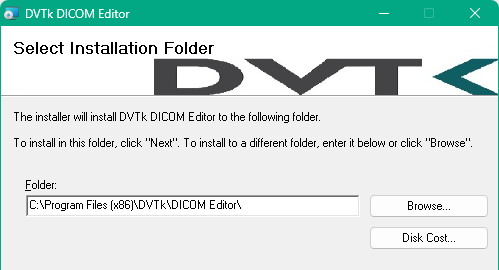 DVTk DICOM Editor
Select Installation Folder
DVTK
The installer will install DVTk DICOM Editor to the following folder.
To install in this folder, click "Next". To install to a different folder, enter it below or click "Browse".
Folder:
C:\Program Files (x86)\DVTk\DICOM Editor\
Browse...
Disk Cost...